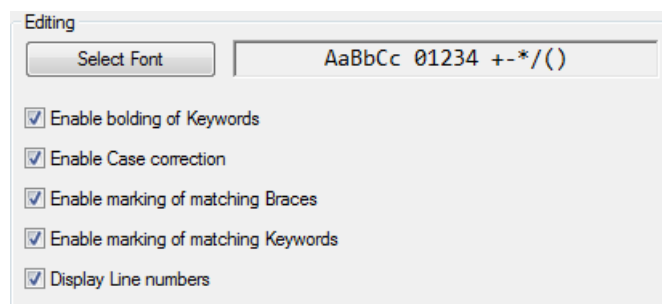 Editing
Select Font AaBbCc 01234 +-*/()
Enable bolding of Keywords
Enable Case correction
Enable marking of matching Braces
Enable marking of matching Keywords
Display Line numbers